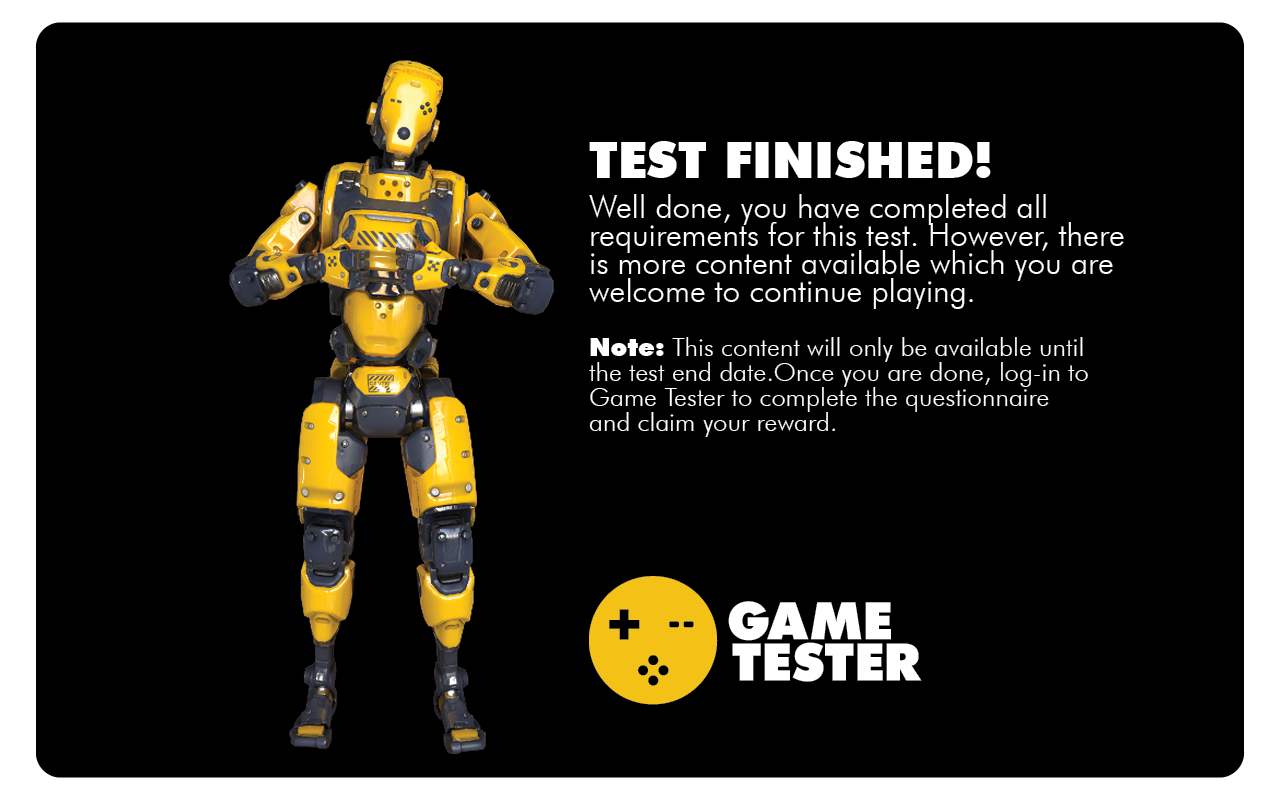 TEST FINISHED!
Well done, you have completed all
requirements for this test. However, there
is more content available which you are
welcome to continue playing.
Note: This content will only be available until
the test end date.Once you are done, log-in to
Game Tester to complete the questionnaire
and claim your reward.
GAME
TESTER